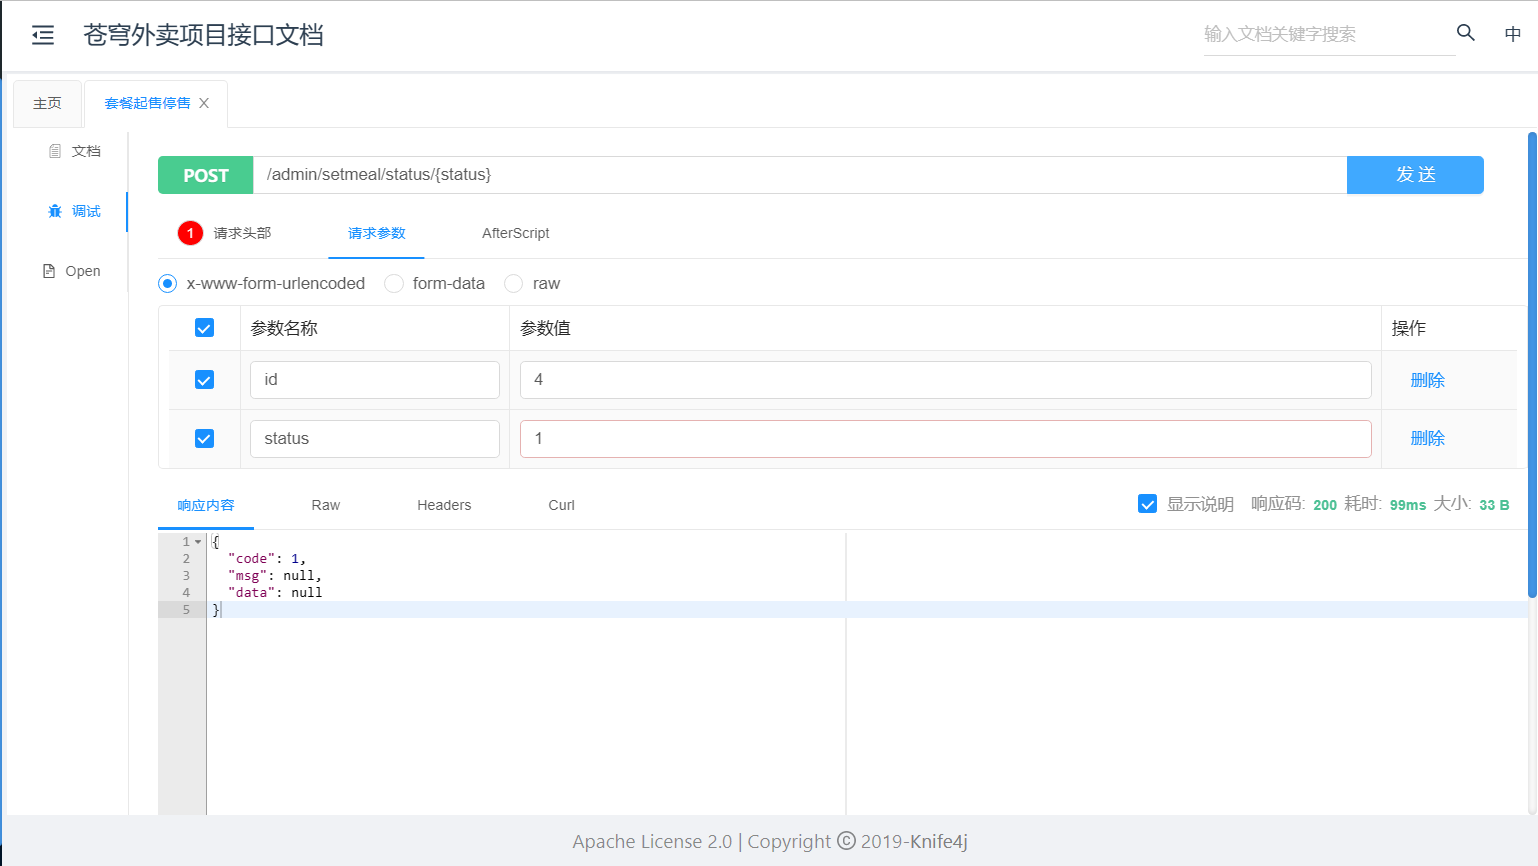 苍穹外卖项目接口文档
输入文档关键字搜索
中
主页
套餐起售停售
文档
调试
Open
POST /admin/setmeal/status/{status} 发 送
1 请求头部 请求参数 AfterScript
x-www-form-urlencoded form-data raw
参数名称 参数值 操作
id 4 删除
status 1 删除
响应内容 Raw Headers Curl 显示说明 响应码: 200 耗时: 99ms 大小: 33 B
1 {
2 "code": 1,
3 "msg": null,
4 "data": null
5 }
Apache License 2.0 | Copyright © 2019-Knife4j